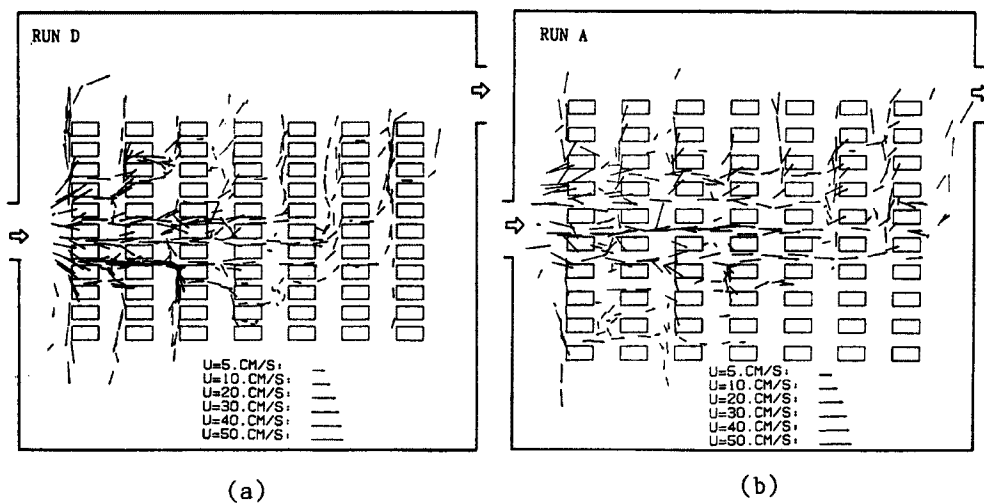 RUN D
U=5.CM/S:
U=10.CM/S:
U=20.CM/S:
U=30.CM/S:
U=40.CM/S:
U=50.CM/S:
(a)
RUN A
U=5.CM/S:
U=10.CM/S:
U=20.CM/S:
U=30.CM/S:
U=40.CM/S:
U=50.CM/S:
(b)